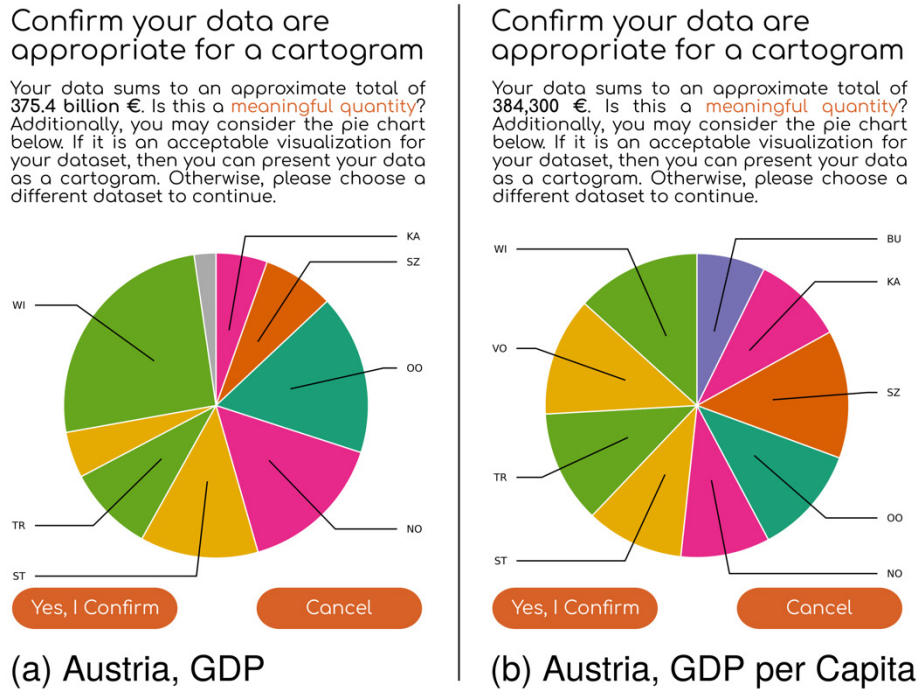 Confirm your data are
appropriate for a cartogram
Your data sums to an approximate total of
375.4 billion €. Is this a meaningful quantity?
Additionally, you may consider the pie chart
below. If it is an acceptable visualization for
your dataset, then you can present your data
as a cartogram. Otherwise, please choose a
different dataset to continue.
KA
SZ
WI
OO
TR
NO
ST
Yes, I Confirm
Cancel
(a) Austria, GDP
Confirm your data are
appropriate for a cartogram
Your data sums to an approximate total of
384,300 €. Is this a meaningful quantity?
Additionally, you may consider the pie chart
below. If it is an acceptable visualization for
your dataset, then you can present your data
as a cartogram. Otherwise, please choose a
different dataset to continue.
BU
WI
KA
VO
SZ
TR
OO
ST
NO
Yes, I Confirm
Cancel
(b) Austria, GDP per Capita